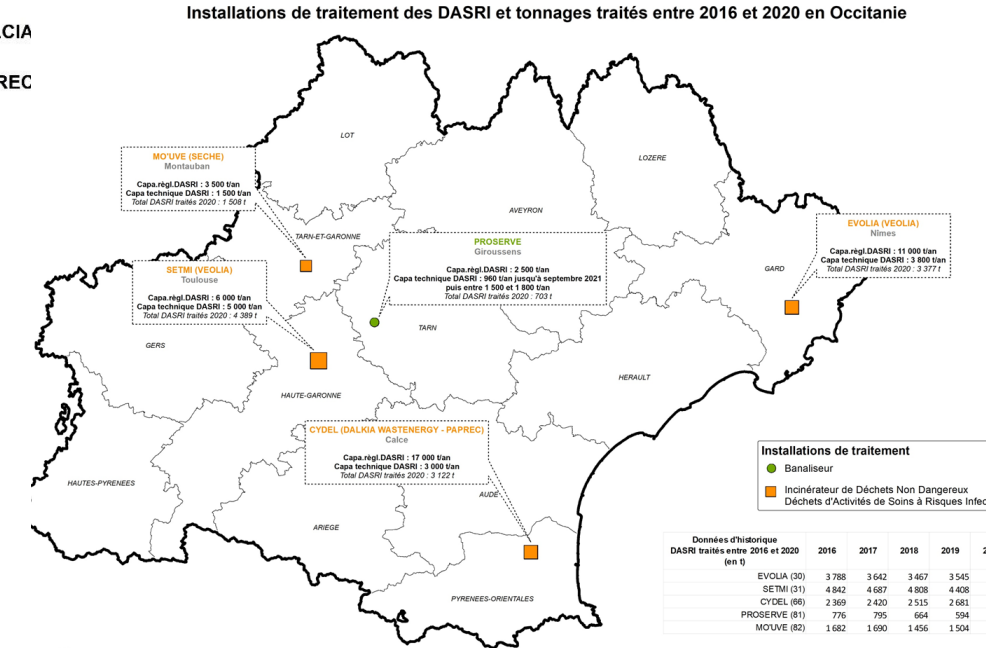 Installations de traitement des DASRI et tonnages traités entre 2016 et 2020 en Occitanie
CIA
REC
LOT
LOZERE
MO'UVE (SECHE)
Montauban
Capa.règl.DASRI : 3 500 t/an
Capa technique DASRI : 1 500 t/an
Total DASRI traités 2020 : 1 508 t
AVEYRON
TARN-ET-GARONNE
EVOLIA (VEOLIA)
Nîmes
Capa.règl.DASRI : 11 000 t/an
Capa technique DASRI : 3 800 t/an
Total DASRI traités 2020 : 3 377 t
PROSERVE
Giroussens
Capa.règl.DASRI : 2 500 t/an
Capa technique DASRI : 960 t/an jusqu'à septembre 2021
puis entre 1 500 et 1 800 t/an
Total DASRI traités 2020 : 703 t
SETMI (VEOLIA)
Toulouse
Capa.règl.DASRI : 6 000 t/an
Capa technique DASRI : 5 000 t/an
Total DASRI traités 2020 : 4 389 t
GARD
TARN
GERS
HERAULT
HAUTE-GARONNE
CYDEL (DALKIA WASTENERGY - PAPREC)
Calce
Capa.règl.DASRI : 17 000 t/an
Capa technique DASRI : 3 000 t/an
Total DASRI traités 2020 : 3 122 t
HAUTES-PYRENEES
AUDE
ARIEGE
PYRENEES-ORIENTALES
Installations de traitement
Banaliseur
Incinérateur de Déchets Non Dangereux
Déchets d'Activités de Soins à Risques Infec
Données d'historique
DASRI traités entre 2016 et 2020 2016 2017 2018 2019 2
(en t)
EVOLIA (30) 3 788 3 642 3 467 3 545
SETMI (31) 4 842 4 687 4 808 4 408
CYDEL (66) 2 369 2 420 2 515 2 681
PROSERVE (81) 776 795 664 594
MO'UVE (82) 1 682 1 690 1 456 1 504